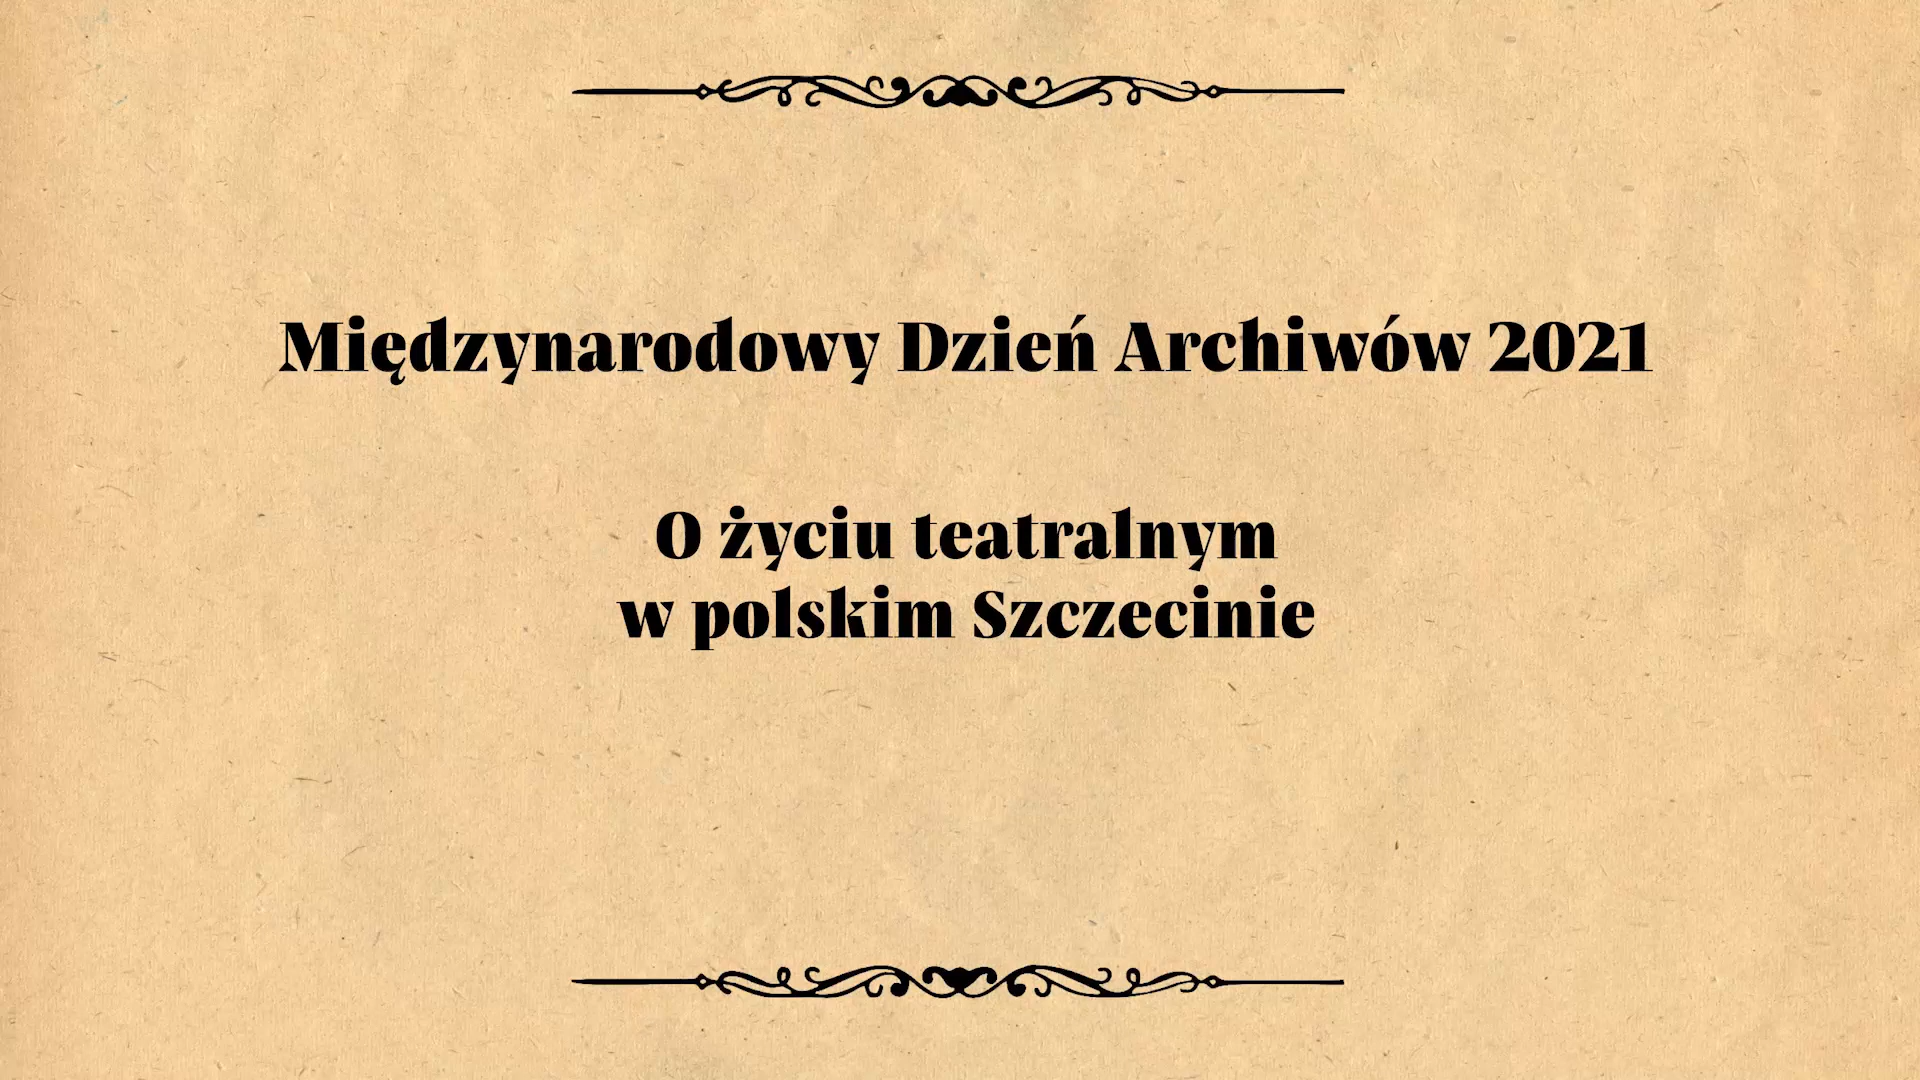 Międzynarodowy Dzień Archiwów 2021
O życiu teatralnym
w polskim Szczecinie